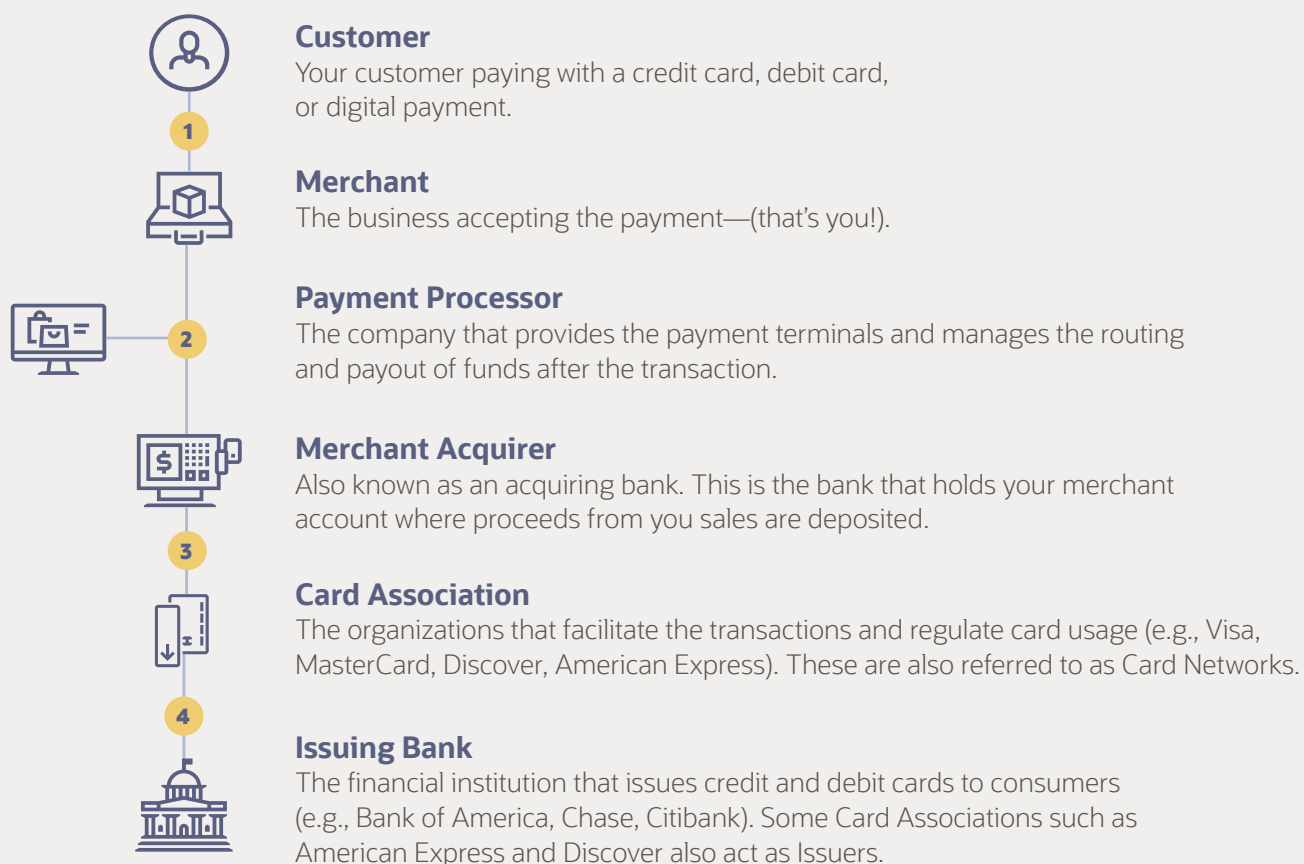 Customer
Your customer paying with a credit card, debit card,
or digital payment.
1
Merchant
The business accepting the payment—(that’s you!).
Payment Processor
2
The company that provides the payment terminals and manages the routing
and payout of funds after the transaction.
Merchant Acquirer
$
Also known as an acquiring bank. This is the bank that holds your merchant
account where proceeds from you sales are deposited.
3
Card Association
The organizations that facilitate the transactions and regulate card usage (e.g., Visa,
MasterCard, Discover, American Express). These are also referred to as Card Networks.
4
Issuing Bank
The financial institution that issues credit and debit cards to consumers
(e.g., Bank of America, Chase, Citibank). Some Card Associations such as
American Express and Discover also act as Issuers.